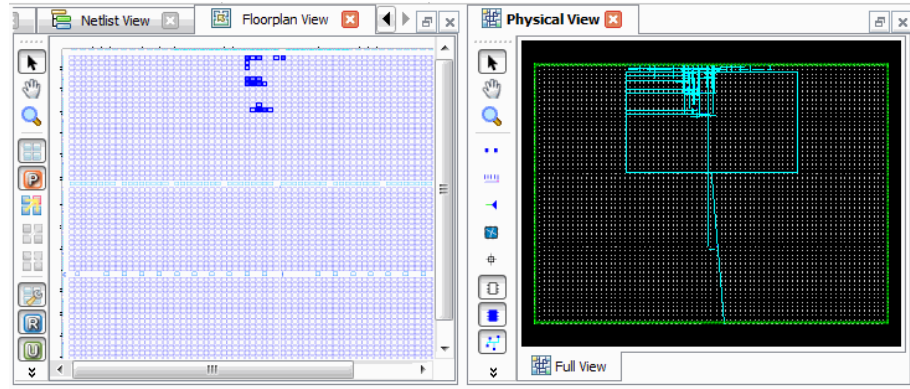 Netlist View
Floorplan View
Physical View
P
R
U
Full View